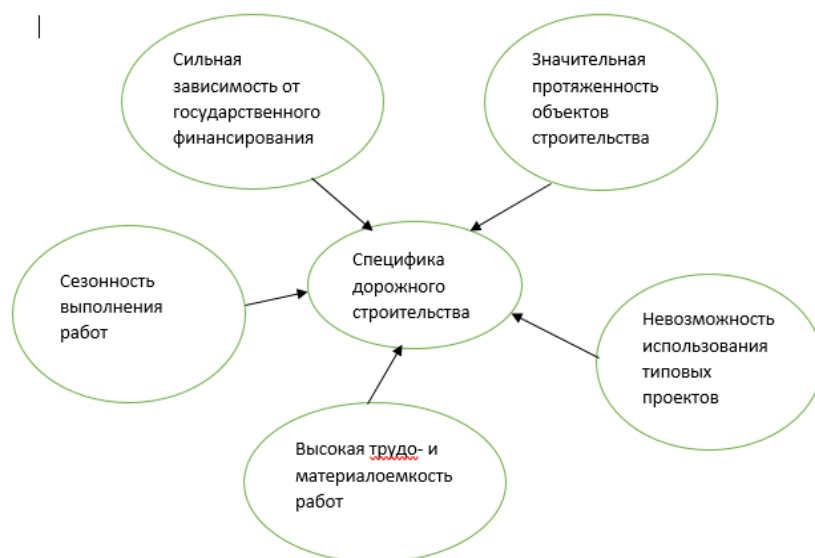 Сильная
зависимость от
государственного
финансирования
Значительная
протяженность
объектов
строительства
Сезонность
выполнения
работ
Специфика
дорожного
строительства
Невозможность
использования
типовых
проектов
Высокая трудо- и
материалоемкость
работ